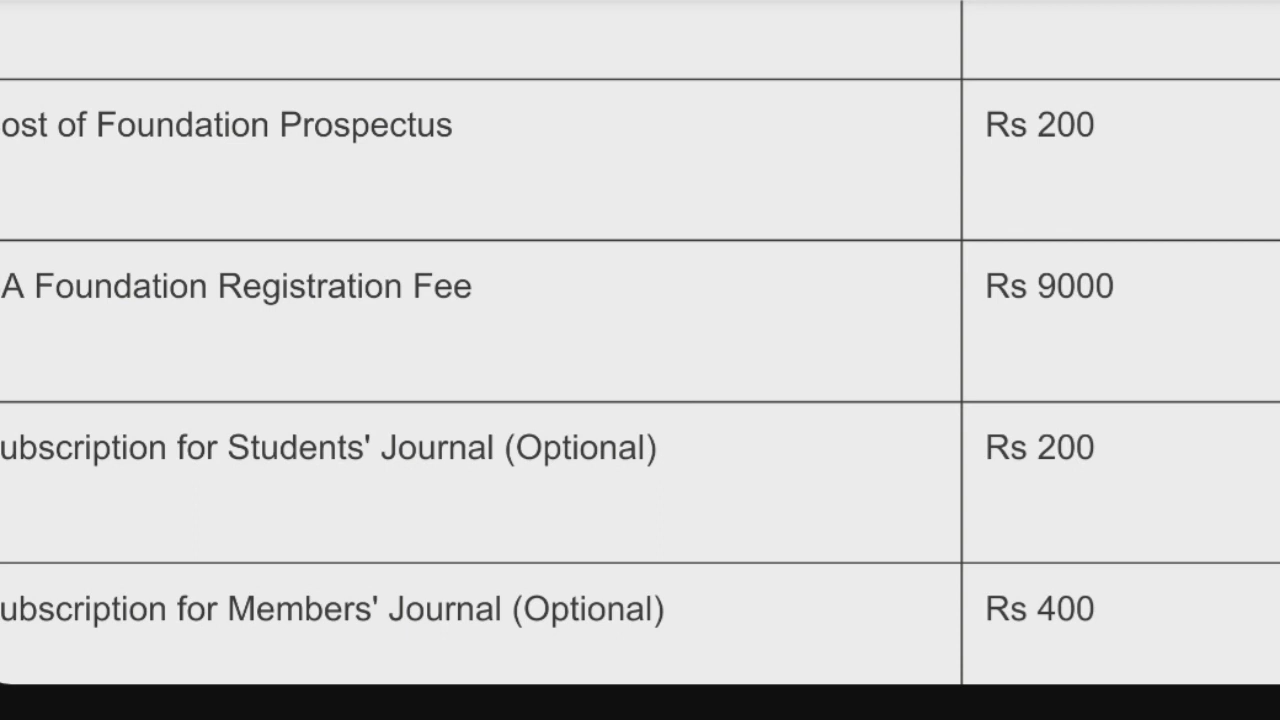 ost of Foundation Prospectus Rs 200
A Foundation Registration Fee Rs 9000
ubscription for Students' Journal (Optional) Rs 200
ubscription for Members' Journal (Optional) Rs 400